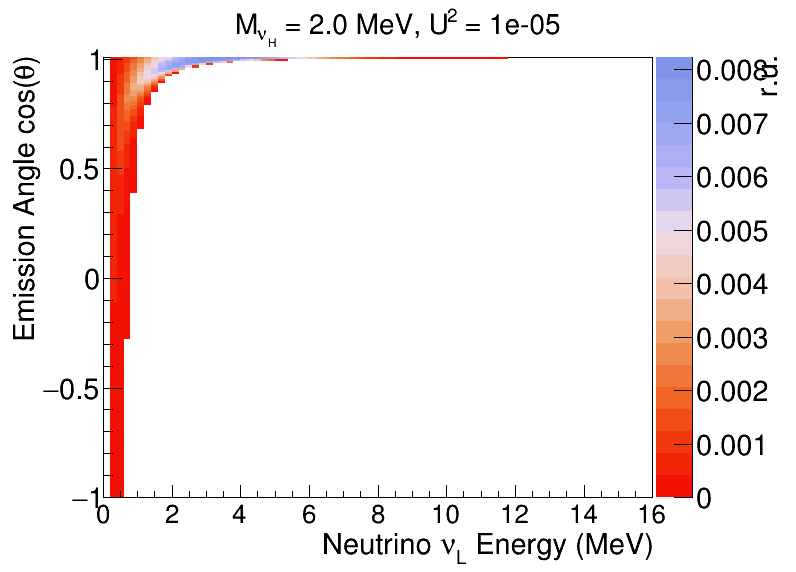 M_{ν_H} = 2.0 MeV, U² = 1e-05
Emission Angle cos(θ)
1
0.5
0
−0.5
−1
0 2 4 6 8 10 12 14 16
Neutrino ν_L Energy (MeV)
r.u.
0.008
0.007
0.006
0.005
0.004
0.003
0.002
0.001
0